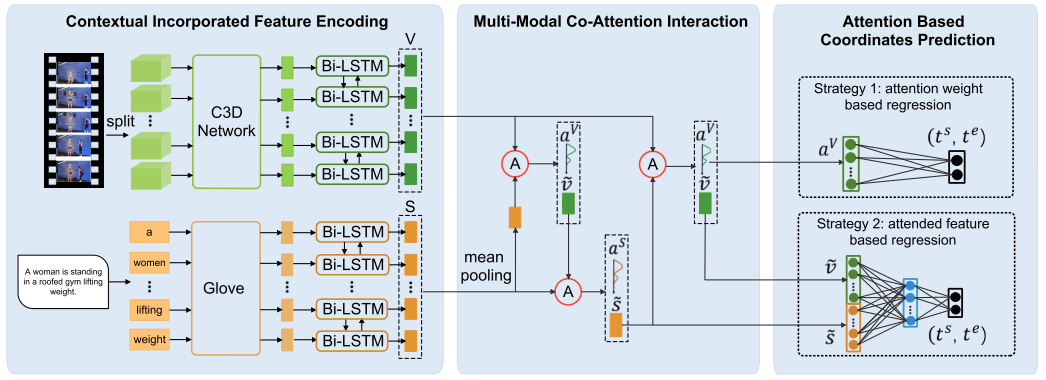 Contextual Incorporated Feature Encoding
split
C3D
Network
Bi-LSTM
Bi-LSTM
Bi-LSTM
Bi-LSTM
V
A woman is standing
in a roofed gym lifting
weight.
a
women
lifting
weight
Glove
Bi-LSTM
Bi-LSTM
Bi-LSTM
Bi-LSTM
S
Multi-Modal Co-Attention Interaction
mean
pooling
A
a^V
ṽ
A
a^S
s̃
A
a^V
ṽ
Attention Based
Coordinates Prediction
Strategy 1: attention weight
based regression
a^V
(t^s, t^e)
Strategy 2: attended feature
based regression
ṽ
s̃
(t^s, t^e)